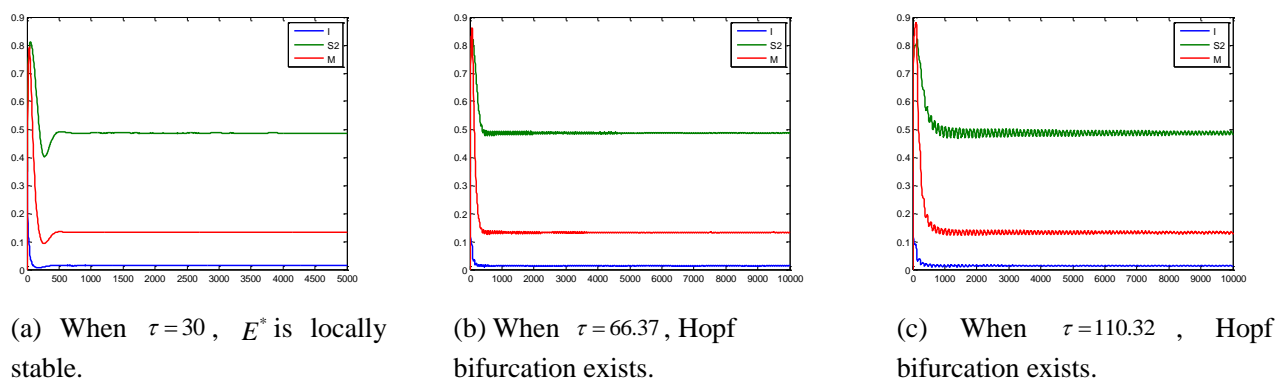 0.9
0.8
0.7
0.6
0.5
0.4
0.3
0.2
0.1
0
0 500 1000 1500 2000 2500 3000 3500 4000 4500 5000
I
S2
M
(a) When τ=30, E* is locally
stable.
0.9
0.8
0.7
0.6
0.5
0.4
0.3
0.2
0.1
0
0 1000 2000 3000 4000 5000 6000 7000 8000 9000 10000
I
S2
M
(b) When τ=66.37, Hopf
bifurcation exists.
0.9
0.8
0.7
0.6
0.5
0.4
0.3
0.2
0.1
0
0 1000 2000 3000 4000 5000 6000 7000 8000 9000 10000
I
S2
M
(c) When τ=110.32 , Hopf
bifurcation exists.